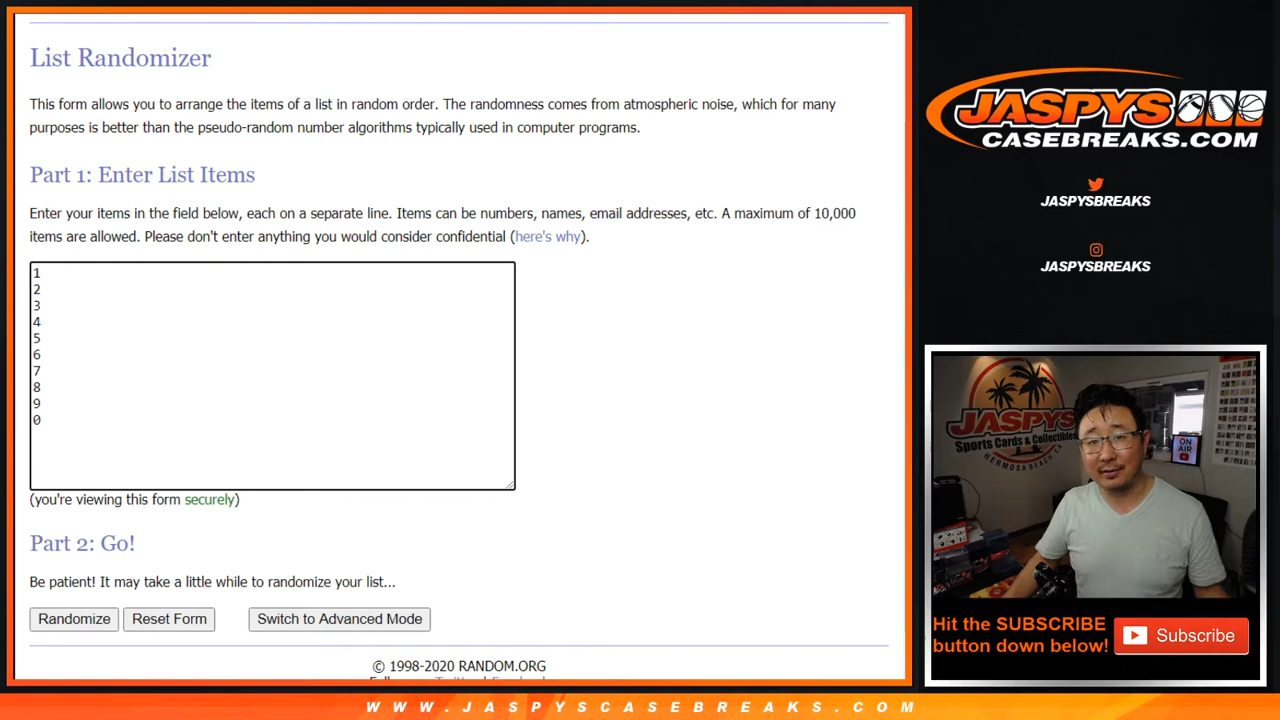 List Randomizer
This form allows you to arrange the items of a list in random order. The randomness comes from atmospheric noise, which for many
purposes is better than the pseudo-random number algorithms typically used in computer programs.
Part 1: Enter List Items
Enter your items in the field below, each on a separate line. Items can be numbers, names, email addresses, etc. A maximum of 10,000
items are allowed. Please don't enter anything you would consider confidential (here's why).
1
2
3
4
5
6
7
8
9
0
(you're viewing this form securely)
Part 2: Go!
Be patient! It may take a little while to randomize your list...
Randomize
Reset Form
Switch to Advanced Mode
© 1998-2020 RANDOM.ORG
JASPYS
CASEBREAKS.COM
JASPYSBREAKS
JASPYSBREAKS
JASPYS
Sports Cards & Collectibles
HERMOSA BEACH CA
ON
AIR
Hit the SUBSCRIBE
button down below!
Subscribe
WWW.JASPYSCASEBREAKS.COM